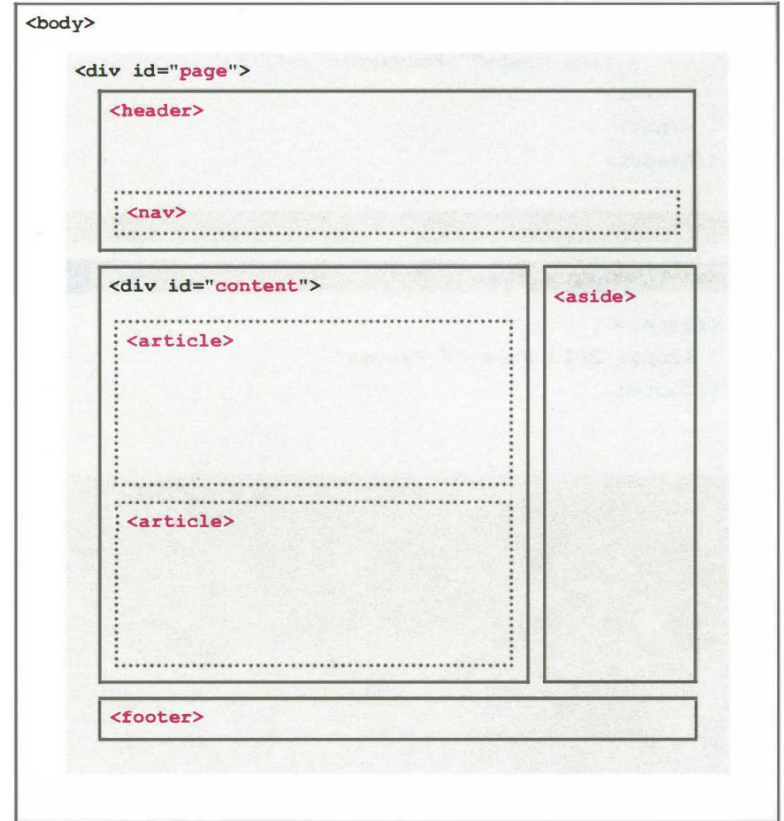 <body>
<div id="page">
<header>
<nav>
<div id="content">
<aside>
<article>
<article>
<footer>